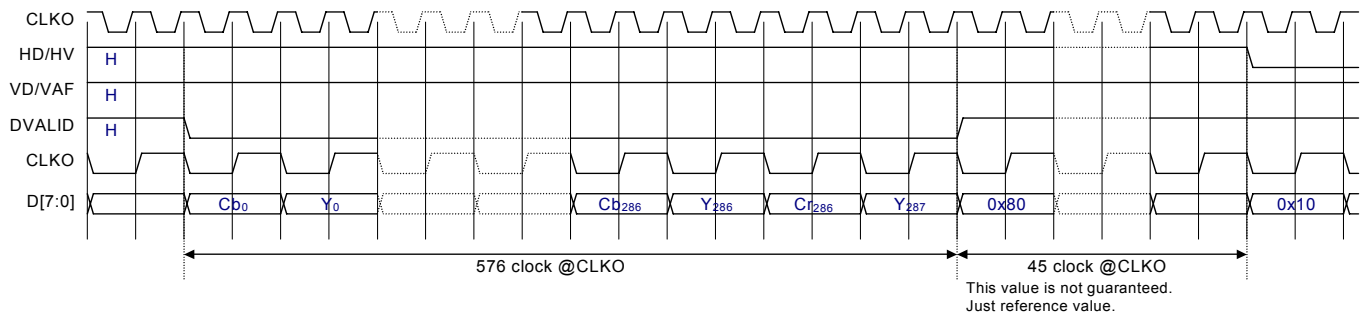 CLKO
HD/HV H
VD/VAF H
DVALID H
CLKO
D[7:0] Cb₀ Y₀ Cb₂₈₆ Y₂₈₆ Cr₂₈₆ Y₂₈₇ 0x80 0x10
576 clock @CLKO 45 clock @CLKO
This value is not guaranteed.
Just reference value.